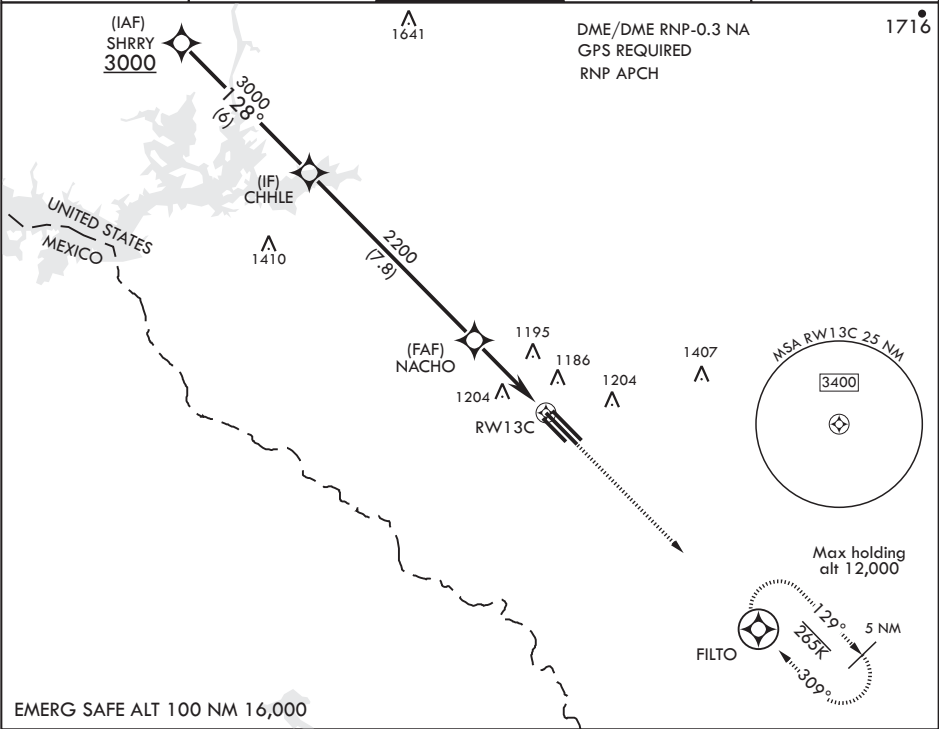 (IAF)
SHRRY
3000
1641
DME/DME RNP-0.3 NA
GPS REQUIRED
RNP APCH
1716
3000
128°
(6)
(IF)
CHHLE
UNITED STATES
MEXICO
1410
2200
(7.8)
(FAF)
NACHO
1195
1186
1204
1204
1407
RW13C
MSA RW13C 25 NM
3400
Max holding
alt 12,000
129°
5 NM
265K
309°
FILTO
EMERG SAFE ALT 100 NM 16,000